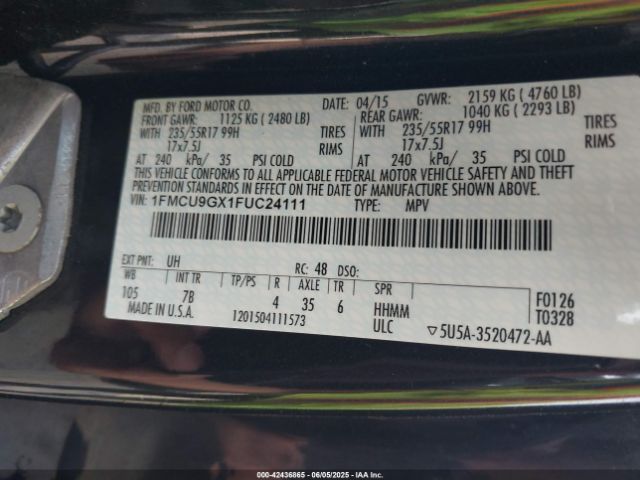 MFD. BY FORD MOTOR CO.
DATE: 04/15 GVWR: 2159 KG ( 4760 LB)
FRONT GAWR: 1125 KG ( 2480 LB) REAR GAWR: 1040 KG ( 2293 LB)
WITH 235/55R17 99H TIRES WITH 235/55R17 99H TIRES
17x7.5J RIMS 17x7.5J RIMS
AT 240 kPa/ 35 PSI COLD AT 240 kPa/ 35 PSI COLD
THIS VEHICLE CONFORMS TO ALL APPLICABLE FEDERAL MOTOR VEHICLE SAFETY AND THEFT
PREVENTION STANDARDS IN EFFECT ON THE DATE OF MANUFACTURE SHOWN ABOVE.
VIN: 1FMCU9GX1FUC24111 TYPE: MPV
EXT PNT: UH RC: 48 DSO:
WB INT TR TP/PS R AXLE TR SPR
105 7B 4 35 6 HHMM F0126
MADE IN U.S.A. 1201504111573 ULC ▽5U5A-3520472-AA T0328
000-42436865 - 06/05/2025 - IAA Inc.